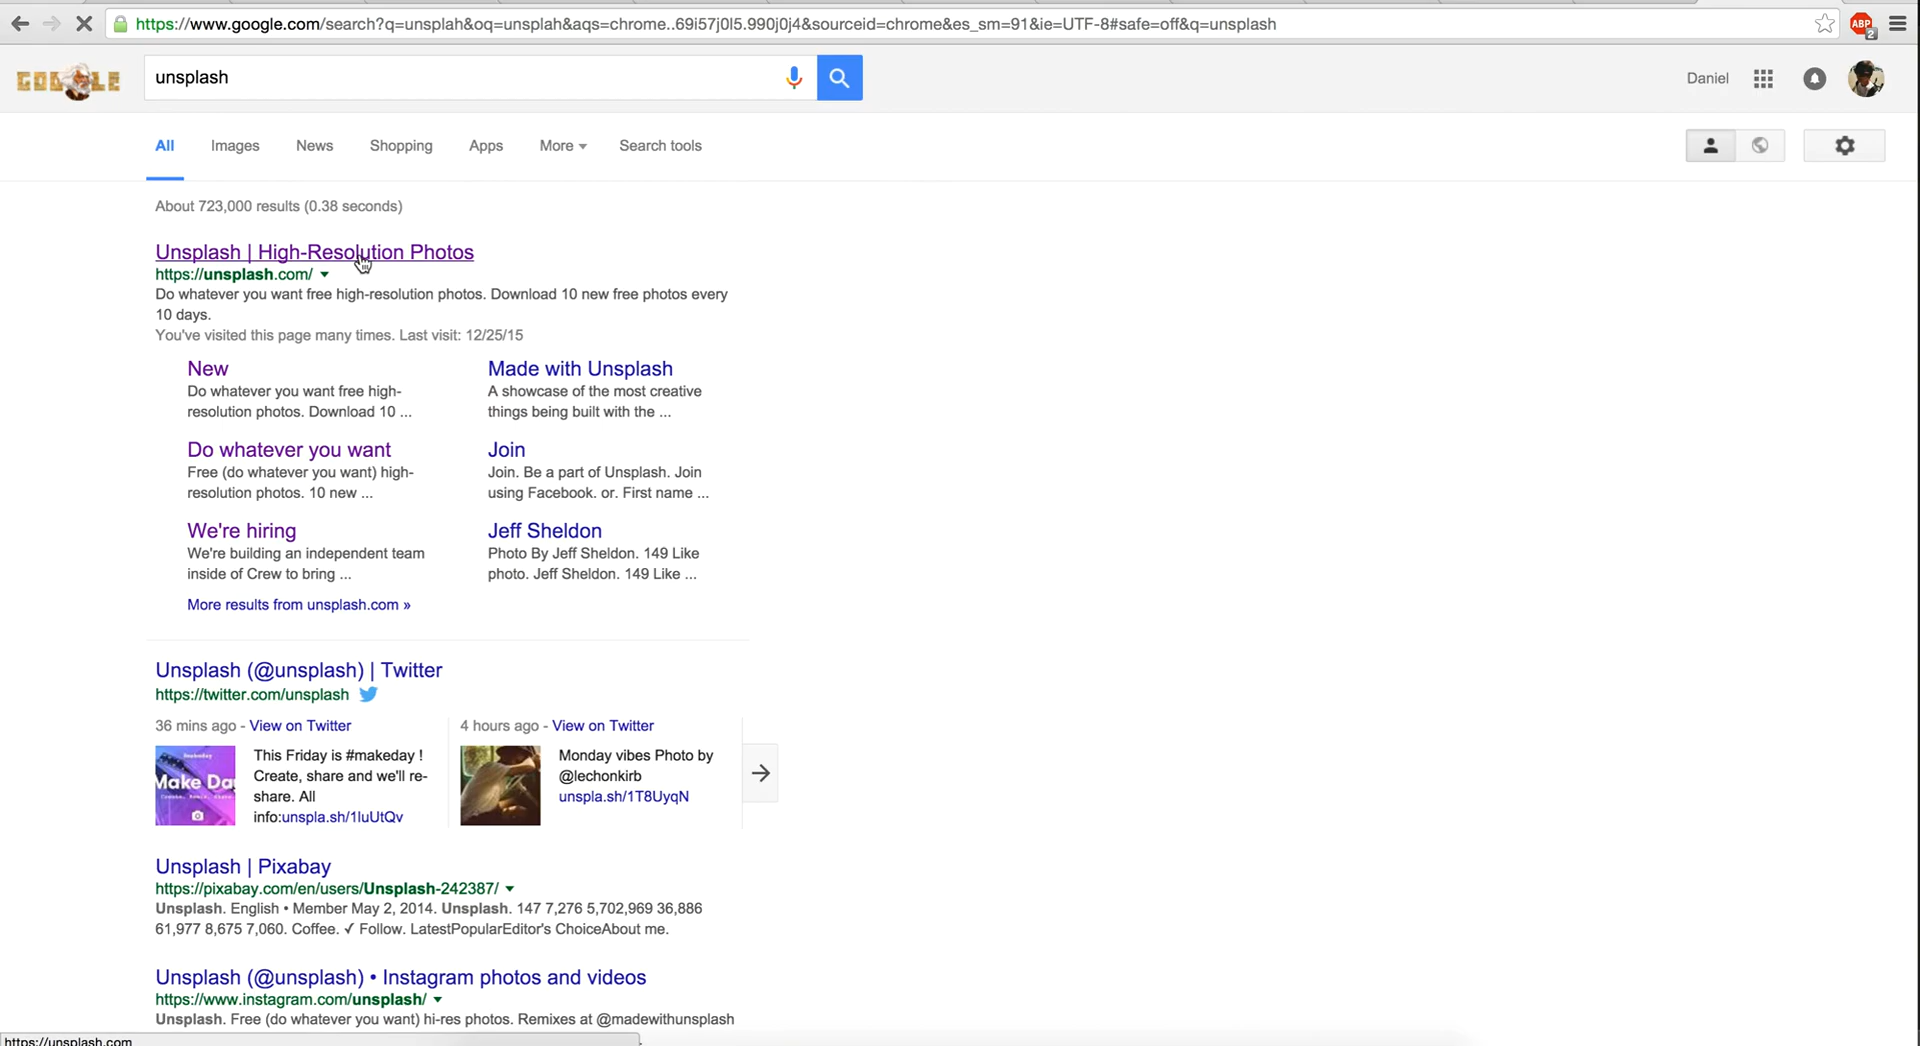 https://www.google.com/search?q=unsplah&oq=unsplah&aqs=chrome..69i57j0l5.990j0j4&sourceid=chrome&es_sm=91&ie=UTF-8#safe=off&q=unsplash
ABP
2
GOOGLE
unsplash
Daniel
All Images News Shopping Apps More Search tools
About 723,000 results (0.38 seconds)
Unsplash | High-Resolution Photos
https://unsplash.com/
Do whatever you want free high-resolution photos. Download 10 new free photos every
10 days.
You've visited this page many times. Last visit: 12/25/15
New
Do whatever you want free high-
resolution photos. Download 10 ...
Made with Unsplash
A showcase of the most creative
things being built with the ...
Do whatever you want
Free (do whatever you want) high-
resolution photos. 10 new ...
Join
Join. Be a part of Unsplash. Join
using Facebook. or. First name ...
We're hiring
We're building an independent team
inside of Crew to bring ...
Jeff Sheldon
Photo By Jeff Sheldon. 149 Like
photo. Jeff Sheldon. 149 Like ...
More results from unsplash.com »
Unsplash (@unsplash) | Twitter
https://twitter.com/unsplash
36 mins ago - View on Twitter
Make Da
This Friday is #makeday !
Create, share and we'll re-
share. All
info:unspla.sh/1luUtQv
4 hours ago - View on Twitter
Monday vibes Photo by
@lechonkirb
unspla.sh/1T8UyqN
Unsplash | Pixabay
https://pixabay.com/en/users/Unsplash-242387/
Unsplash. English • Member May 2, 2014. Unsplash. 147 7,276 5,702,969 36,886
61,977 8,675 7,060. Coffee. ✓ Follow. LatestPopularEditor's ChoiceAbout me.
Unsplash (@unsplash) • Instagram photos and videos
https://www.instagram.com/unsplash/
Unsplash. Free (do whatever you want) hi-res photos. Remixes at @madewithunsplash
https://unsplash.com